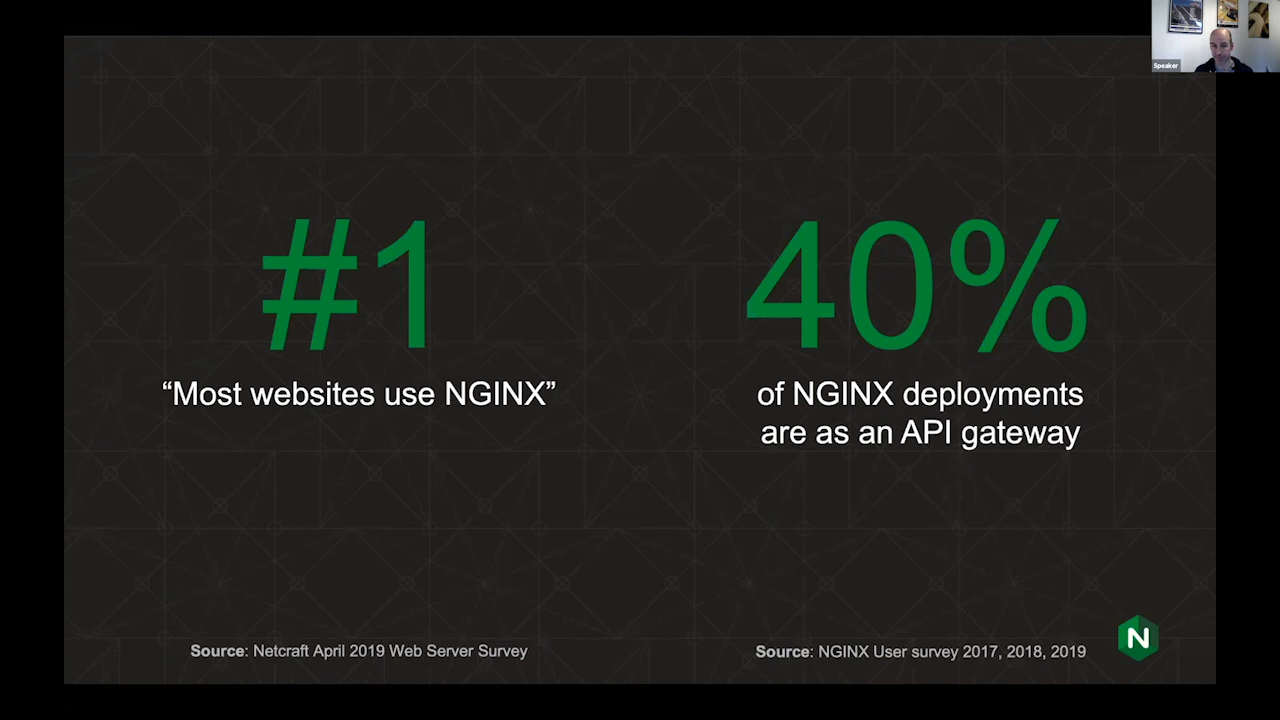 Speaker
#1
“Most websites use NGINX”
Source: Netcraft April 2019 Web Server Survey
40%
of NGINX deployments
are as an API gateway
Source: NGINX User survey 2017, 2018, 2019
N